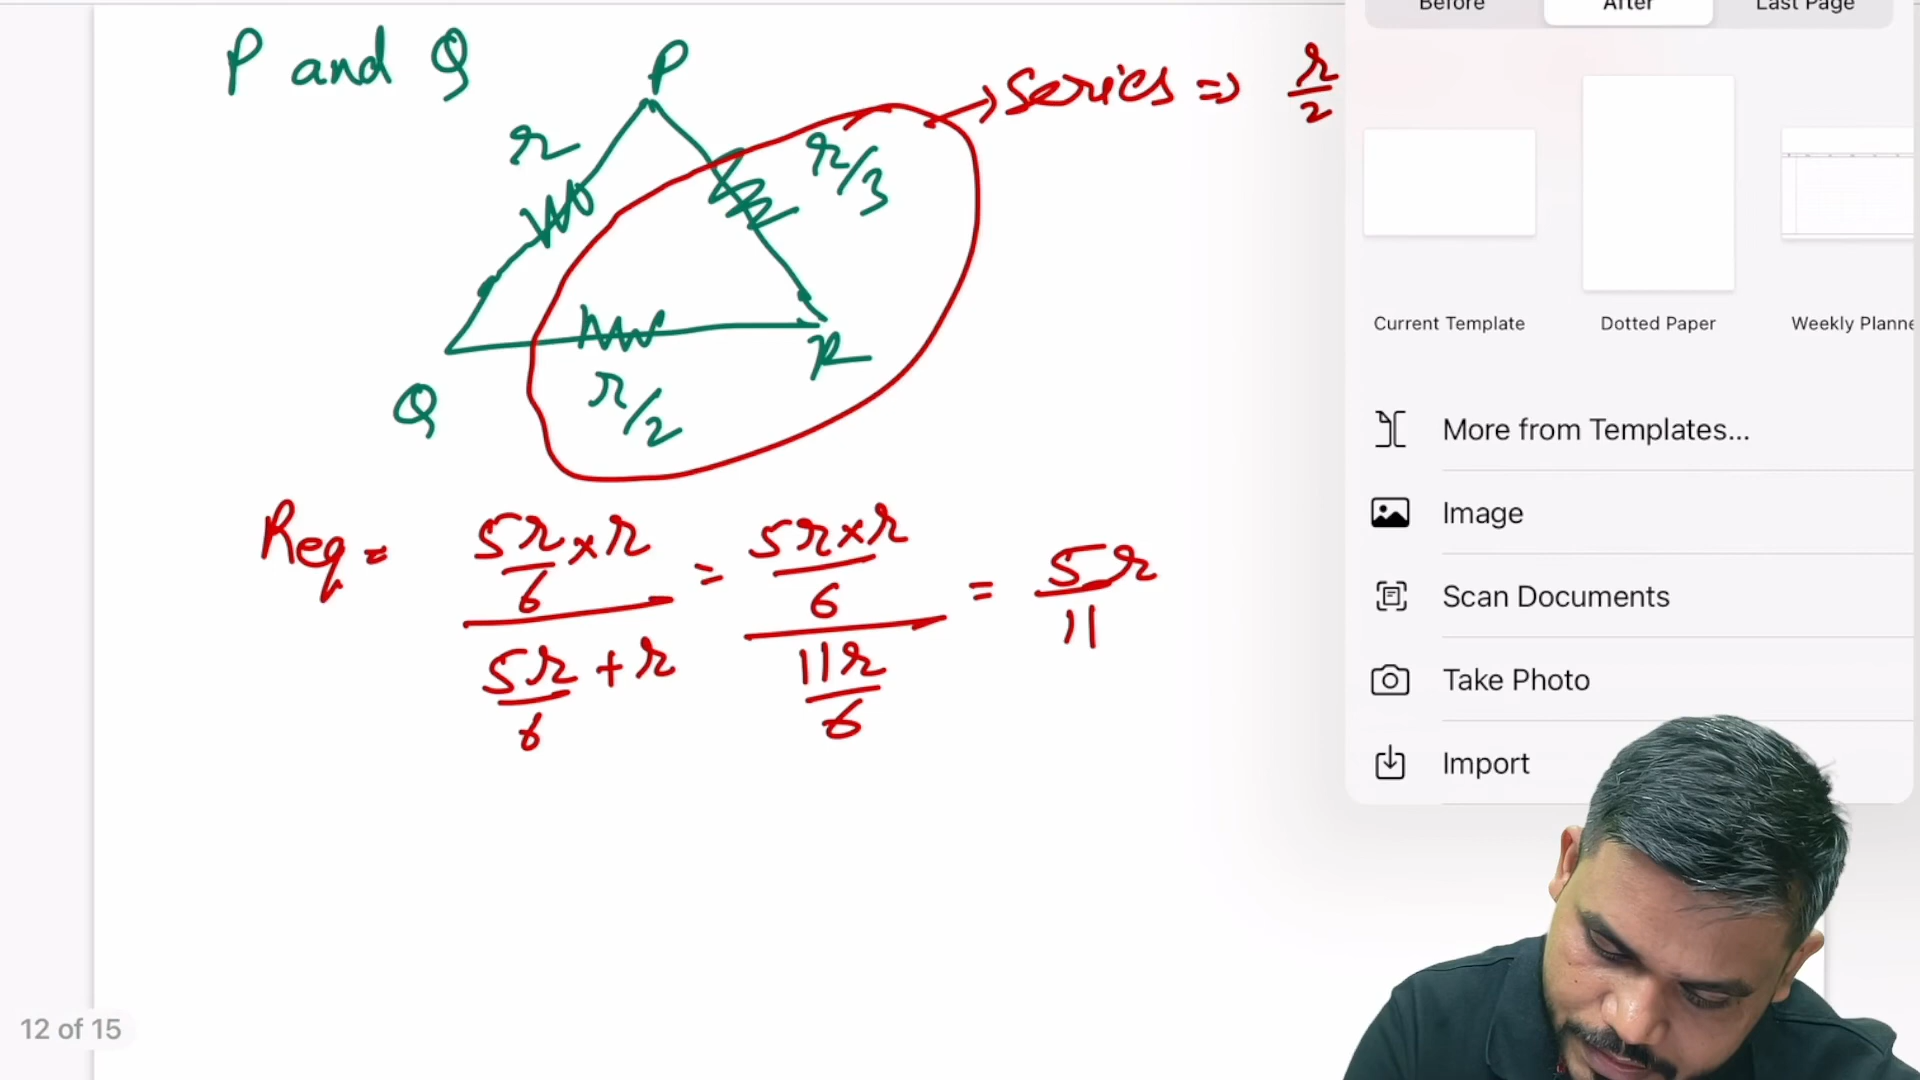 P and Q
P
r
r/3
series => r/2
Q
r/2
R
Req = (5r/6 × r)/(5r/6 + r) = (5r × r/6)/(11r/6) = 5r/11
Before After Last Page
Current Template
Dotted Paper
Weekly Planne
More from Templates...
Image
Scan Documents
Take Photo
Import
12 of 15